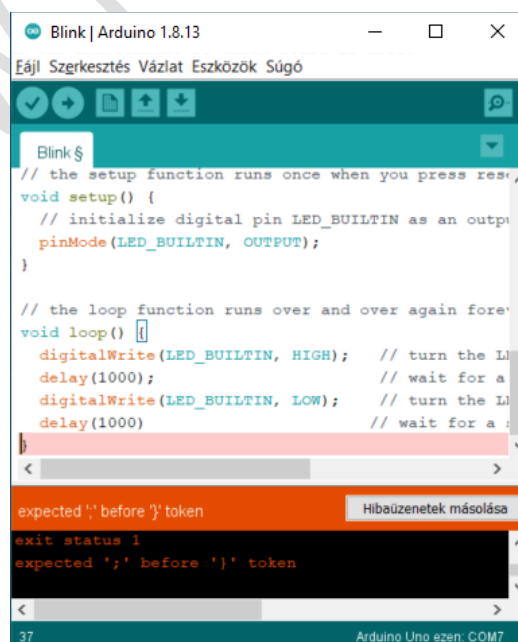 Blink | Arduino 1.8.13
Fájl Szerkesztés Vázlat Eszközök Súgó
Blink §
// the setup function runs once when you press
void setup() {
// initialize digital pin LED_BUILTIN as an
pinMode(LED_BUILTIN, OUTPUT);
}
// the loop function runs over and over again
void loop() {
digitalWrite(LED_BUILTIN, HIGH); // turn the
delay(1000); // wait for a
digitalWrite(LED_BUILTIN, LOW); // turn the
delay(1000) // wait for a
}
expected ';' before '}' token
Hibaüzenetek másolása
exit status 1
expected ';' before '}' token
37
Arduino Uno ezen: COM7